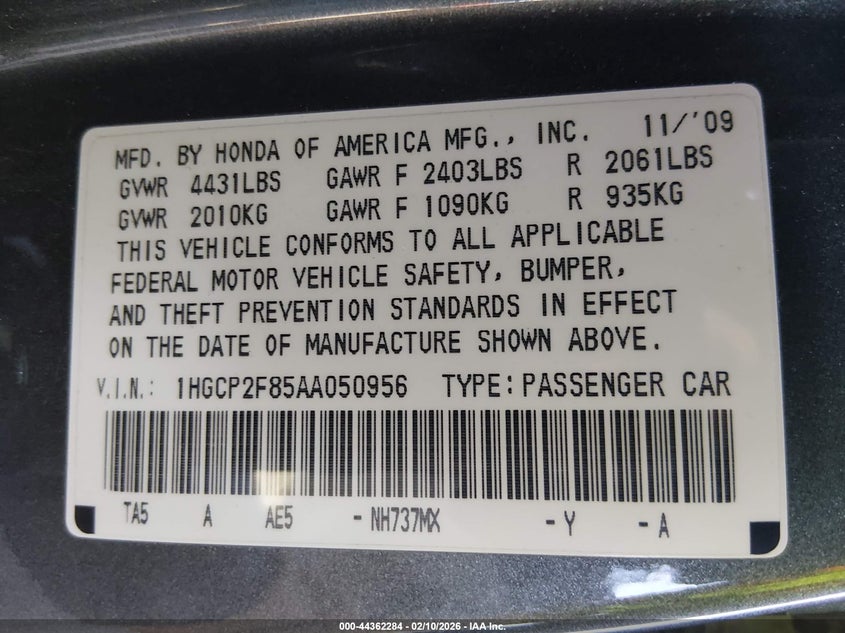 MFD. BY HONDA OF AMERICA MFG., INC. 11/'09
GVWR 4431LBS GAWR F 2403LBS R 2061LBS
GVWR 2010KG GAWR F 1090KG R 935KG
THIS VEHICLE CONFORMS TO ALL APPLICABLE
FEDERAL MOTOR VEHICLE SAFETY, BUMPER,
AND THEFT PREVENTION STANDARDS IN EFFECT
ON THE DATE OF MANUFACTURE SHOWN ABOVE.
V.I.N.: 1HGCP2F85AA050956 TYPE: PASSENGER CAR
TA5 A AE5 - NH737MX - Y - A
000-44362284 - 02/10/2026 - IAA Inc.